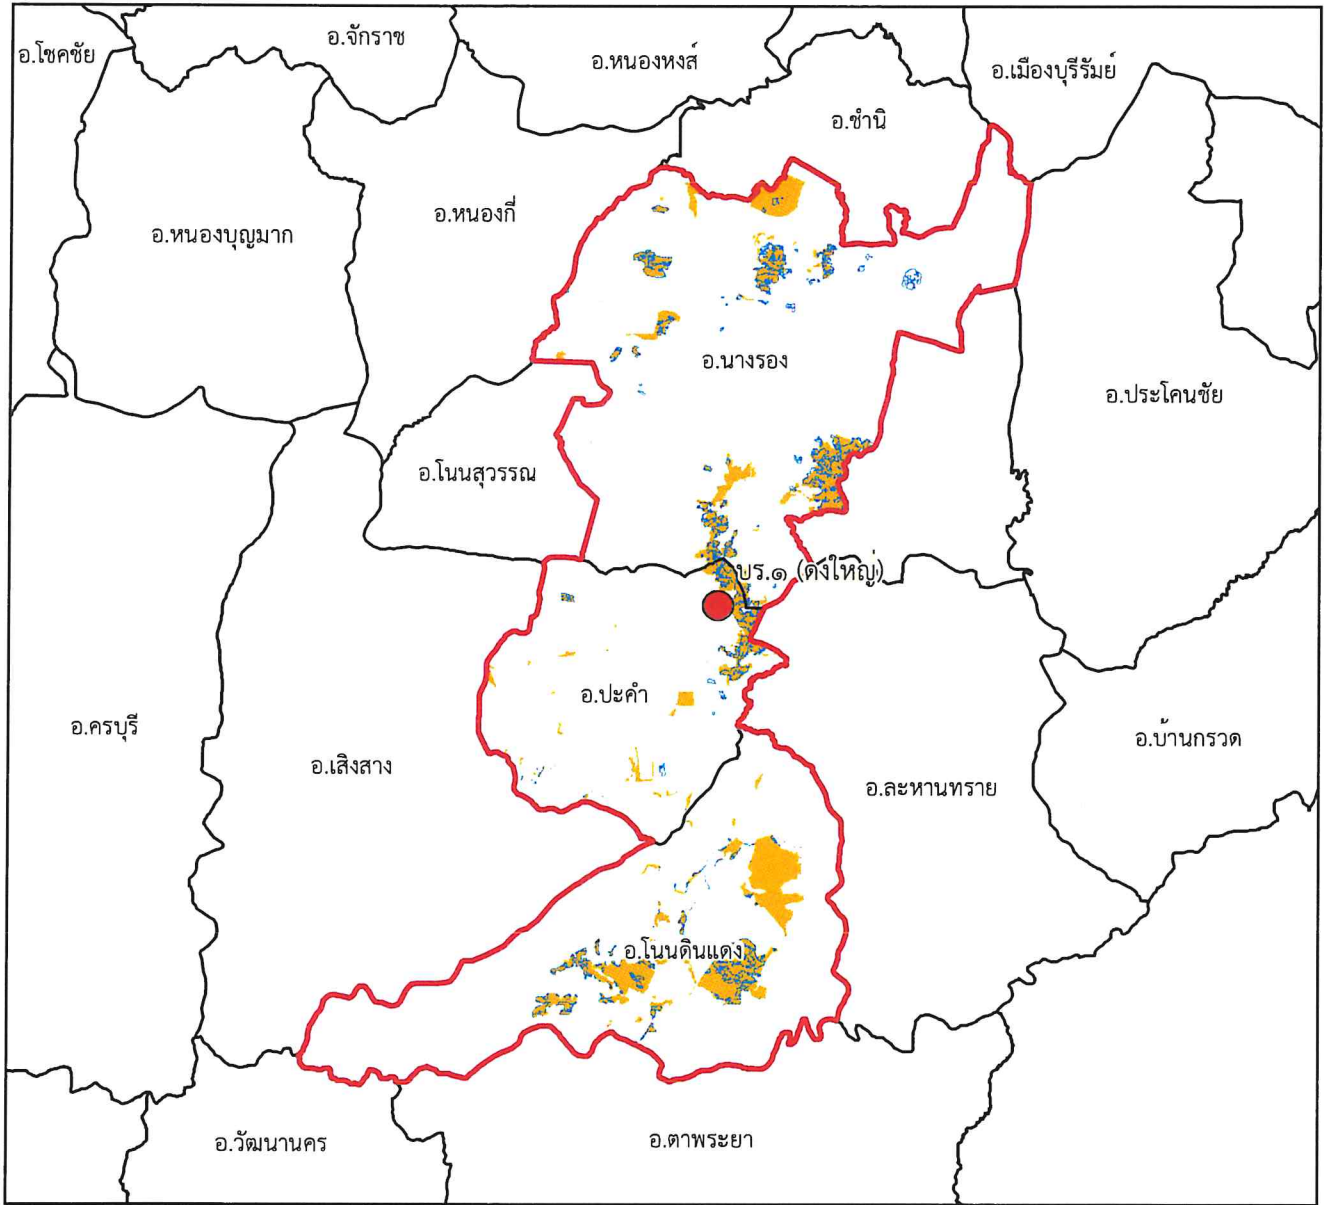 อ.โชคชัย
อ.จักราช
อ.หนองหงส์
อ.เมืองบุรีรัมย์
อ.ชำนิ
อ.หนองกี่
อ.หนองบุญมาก
อ.นางรอง
อ.ประโคนชัย
อ.โนนสุวรรณ
บร.๑ (ดงใหญ่)
อ.ปะคำ
อ.ครบุรี
อ.บ้านกรวด
อ.เสิงสาง
อ.ละหานทราย
อ.โนนดินแดง
อ.วัฒนานคร
อ.ตาพระยา